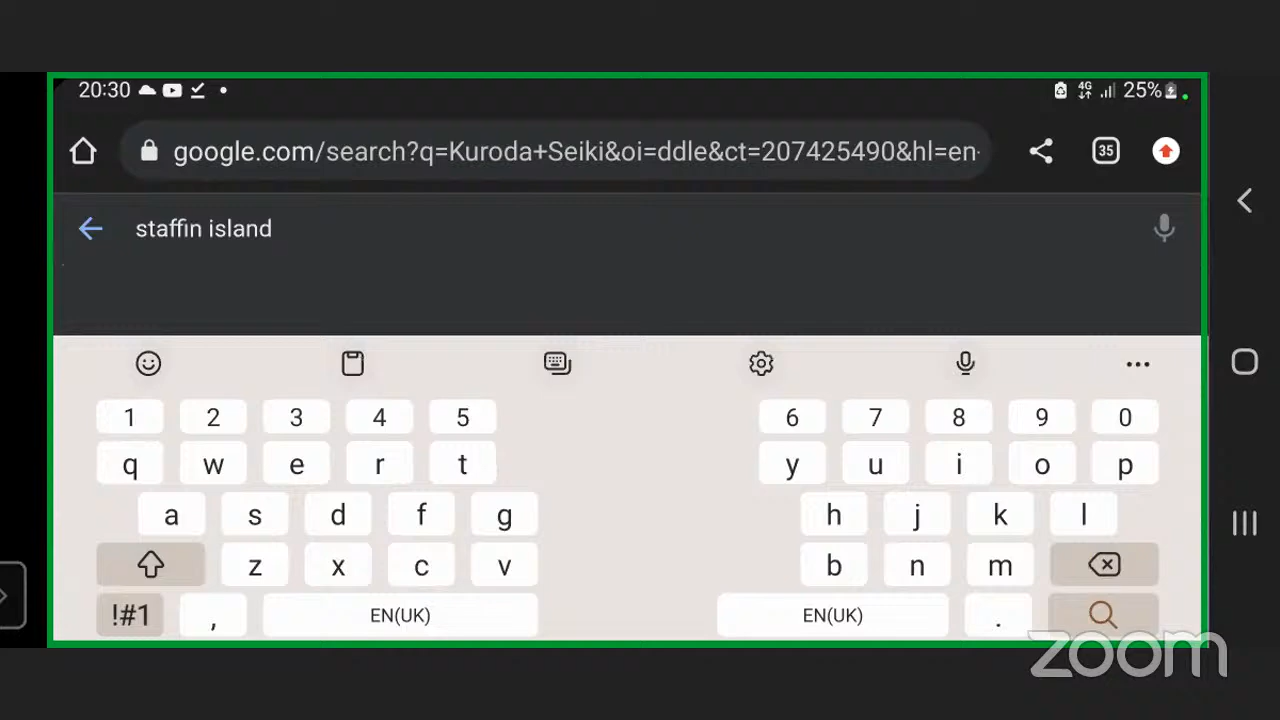 20:30 4G 25%
google.com/search?q=Kuroda+Seiki&oi=ddle&ct=207425490&hl=en-
35
staffin island
1 2 3 4 5 6 7 8 9 0
q w e r t y u i o p
a s d f g h j k l
z x c v b n m
!#1 , EN(UK) EN(UK) .
zoom